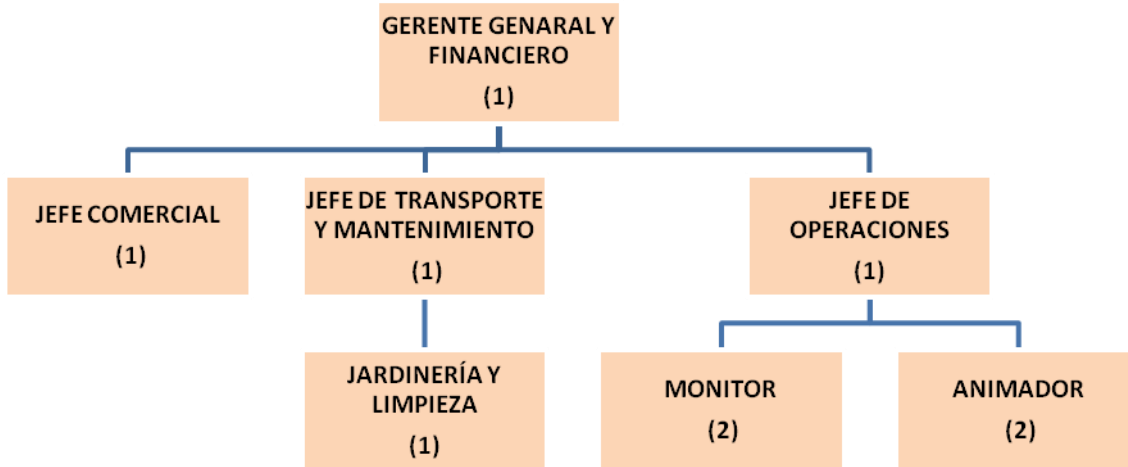 GERENTE GENARAL Y
FINANCIERO
(1)
JEFE COMERCIAL
(1)
JEFE DE TRANSPORTE
Y MANTENIMIENTO
(1)
JEFE DE
OPERACIONES
(1)
JARDINERÍA Y
LIMPIEZA
(1)
MONITOR
(2)
ANIMADOR
(2)